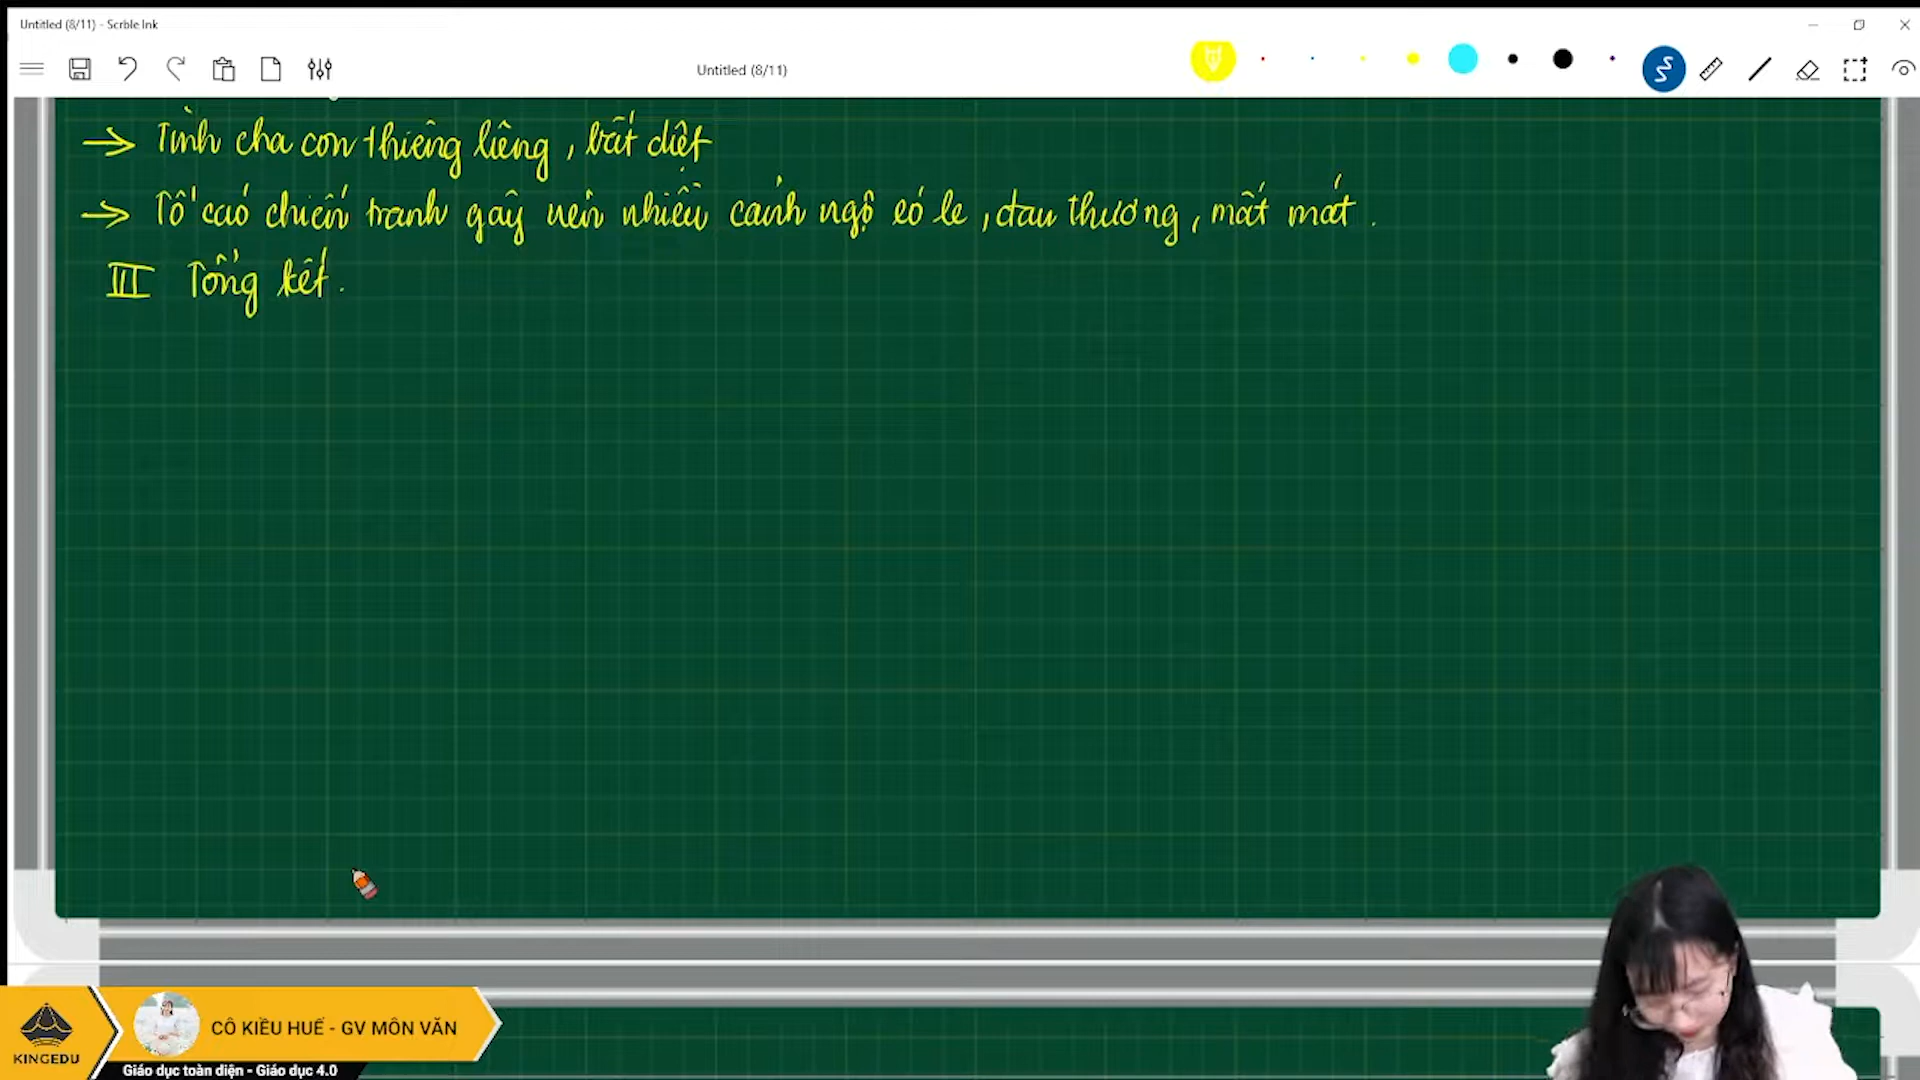 Untitled (8/11) - Scrble Ink
Untitled (8/11)
→ Tình cha con thiêng liêng, bất diệt
→ Tố cáo chiến tranh gây nên nhiều cảnh ngộ éo le, đau thương, mất mát.
III Tổng kết.
CÔ KIỀU HUẾ - GV MÔN VĂN
KINGEDU
Giáo dục toàn diện - Giáo dục 4.0